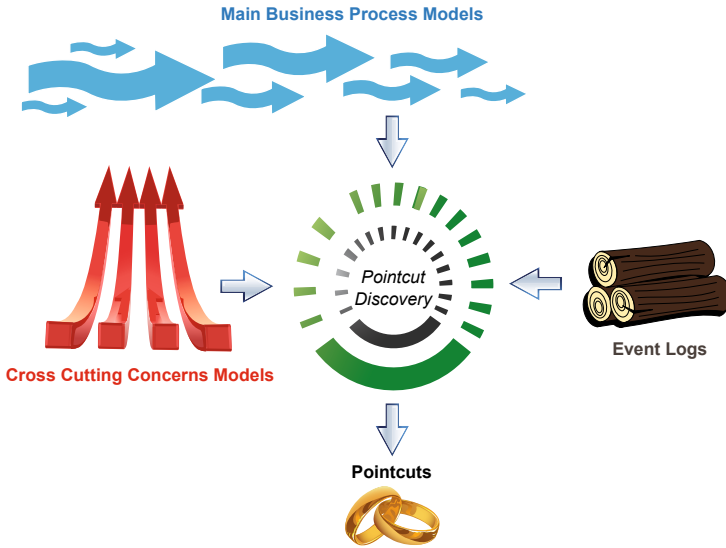 Main Business Process Models
Pointcut
Discovery
Cross Cutting Concerns Models
Event Logs
Pointcuts